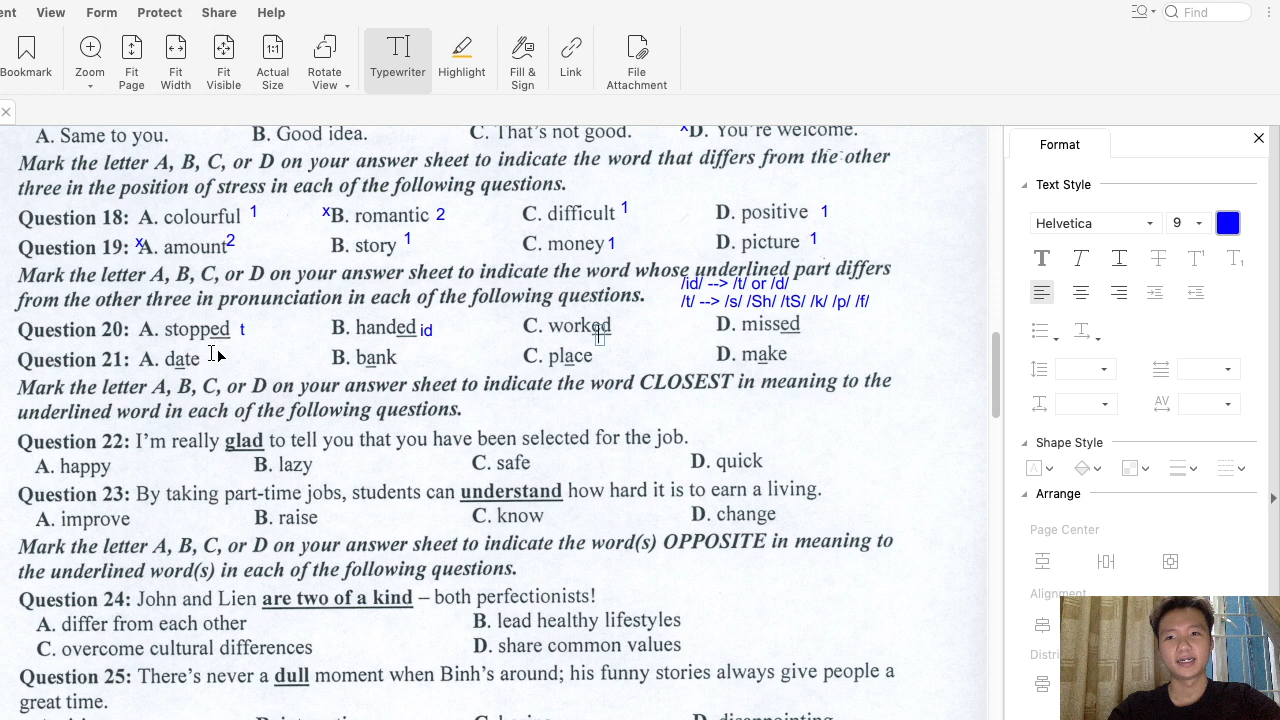 ent View Form Protect Share Help
Find
Bookmark Zoom Fit Page Fit Width Fit Visible Actual Size Rotate View Typewriter Highlight Fill & Sign Link File Attachment
A. Same to you. B. Good idea. C. That's not good. xD. You're welcome.
Mark the letter A, B, C, or D on your answer sheet to indicate the word that differs from the other
three in the position of stress in each of the following questions.
Question 18: A. colourful 1 xB. romantic 2 C. difficult 1 D. positive 1
Question 19: xA. amount 2 B. story 1 C. money 1 D. picture 1
Mark the letter A, B, C, or D on your answer sheet to indicate the word whose underlined part differs
from the other three in pronunciation in each of the following questions.
/id/ --> /t/ or /d/
/t/ --> /s/ /Sh/ /tS/ /k/ /p/ /f/
Question 20: A. stopped t B. handed id C. worked D. missed
Question 21: A. date B. bank C. place D. make
Mark the letter A, B, C, or D on your answer sheet to indicate the word CLOSEST in meaning to the
underlined word in each of the following questions.
Question 22: I'm really glad to tell you that you have been selected for the job.
A. happy B. lazy C. safe D. quick
Question 23: By taking part-time jobs, students can understand how hard it is to earn a living.
A. improve B. raise C. know D. change
Mark the letter A, B, C, or D on your answer sheet to indicate the word(s) OPPOSITE in meaning to
the underlined word(s) in each of the following questions.
Question 24: John and Lien are two of a kind – both perfectionists!
A. differ from each other B. lead healthy lifestyles
C. overcome cultural differences D. share common values
Question 25: There's never a dull moment when Binh's around; his funny stories always give people a
great time.
Format
Text Style
Helvetica 9
T T T T T T
AV
Shape Style
Arrange
Page Center
Alignment
Distri